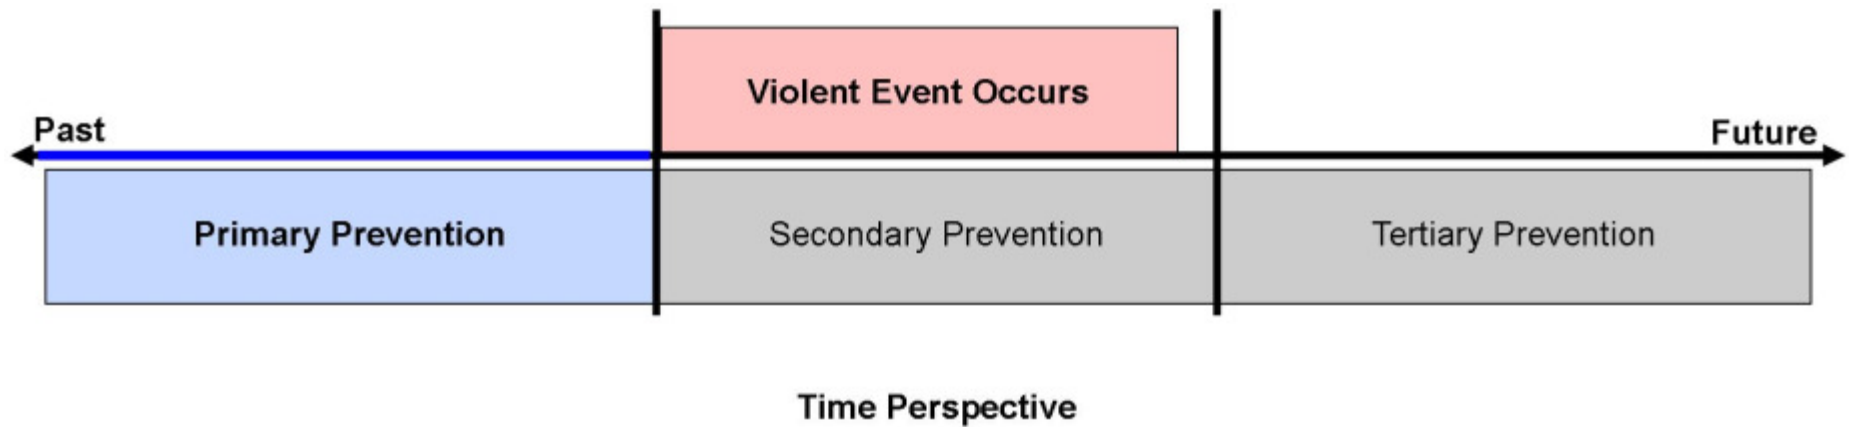 Violent Event Occurs
Past
Future
Primary Prevention
Secondary Prevention
Tertiary Prevention
Time Perspective